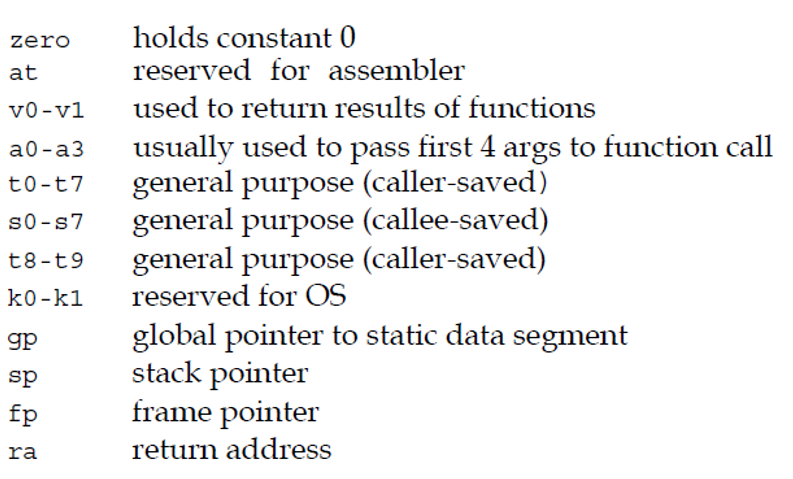 zero holds constant 0
at reserved for assembler
v0-v1 used to return results of functions
a0-a3 usually used to pass first 4 args to function call
t0-t7 general purpose (caller-saved)
s0-s7 general purpose (callee-saved)
t8-t9 general purpose (caller-saved)
k0-k1 reserved for OS
gp global pointer to static data segment
sp stack pointer
fp frame pointer
ra return address